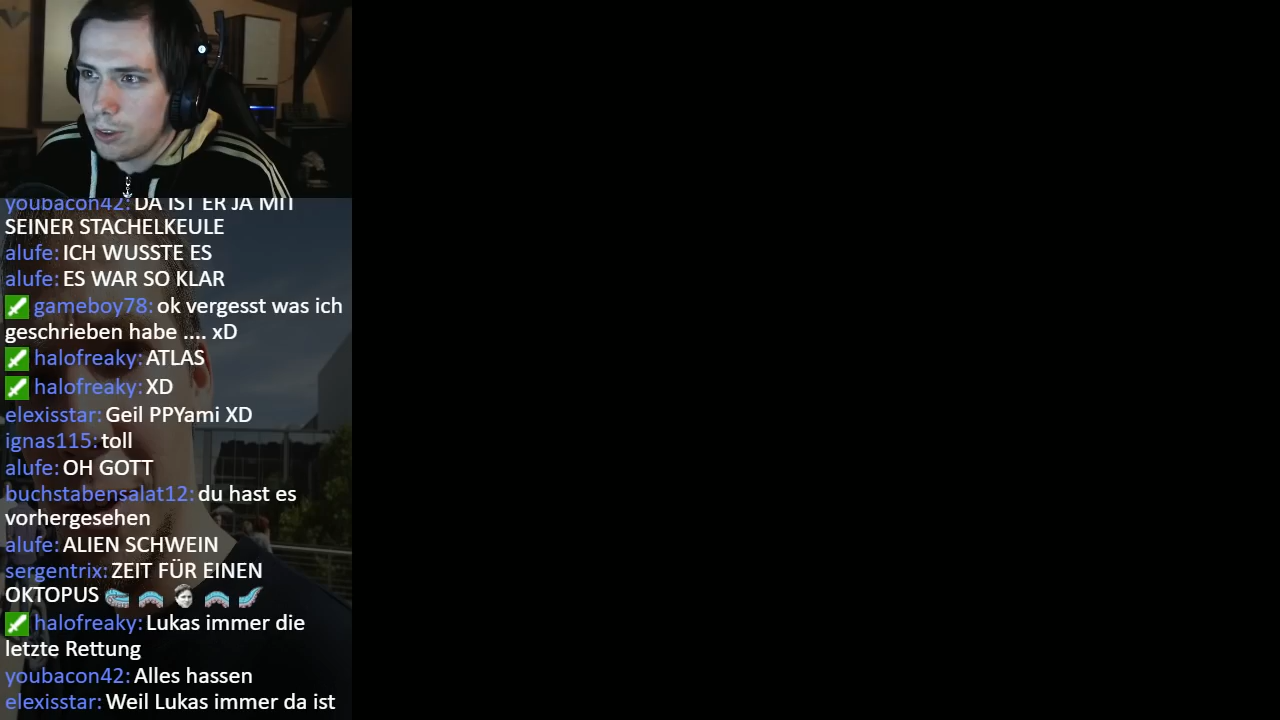 youbacon42: DA IST ER JA MIT
SEINER STACHELKEULE
alufe: ICH WUSSTE ES
alufe: ES WAR SO KLAR
gameboy78: ok vergesst was ich
geschrieben habe .... xD
halofreaky: ATLAS
halofreaky: XD
elexisstar: Geil PPYami XD
ignas115: toll
alufe: OH GOTT
buchstabensalat12: du hast es
vorhergesehen
alufe: ALIEN SCHWEIN
sergentrix: ZEIT FÜR EINEN
OKTOPUS
halofreaky: Lukas immer die
letzte Rettung
youbacon42: Alles hassen
elexisstar: Weil Lukas immer da ist